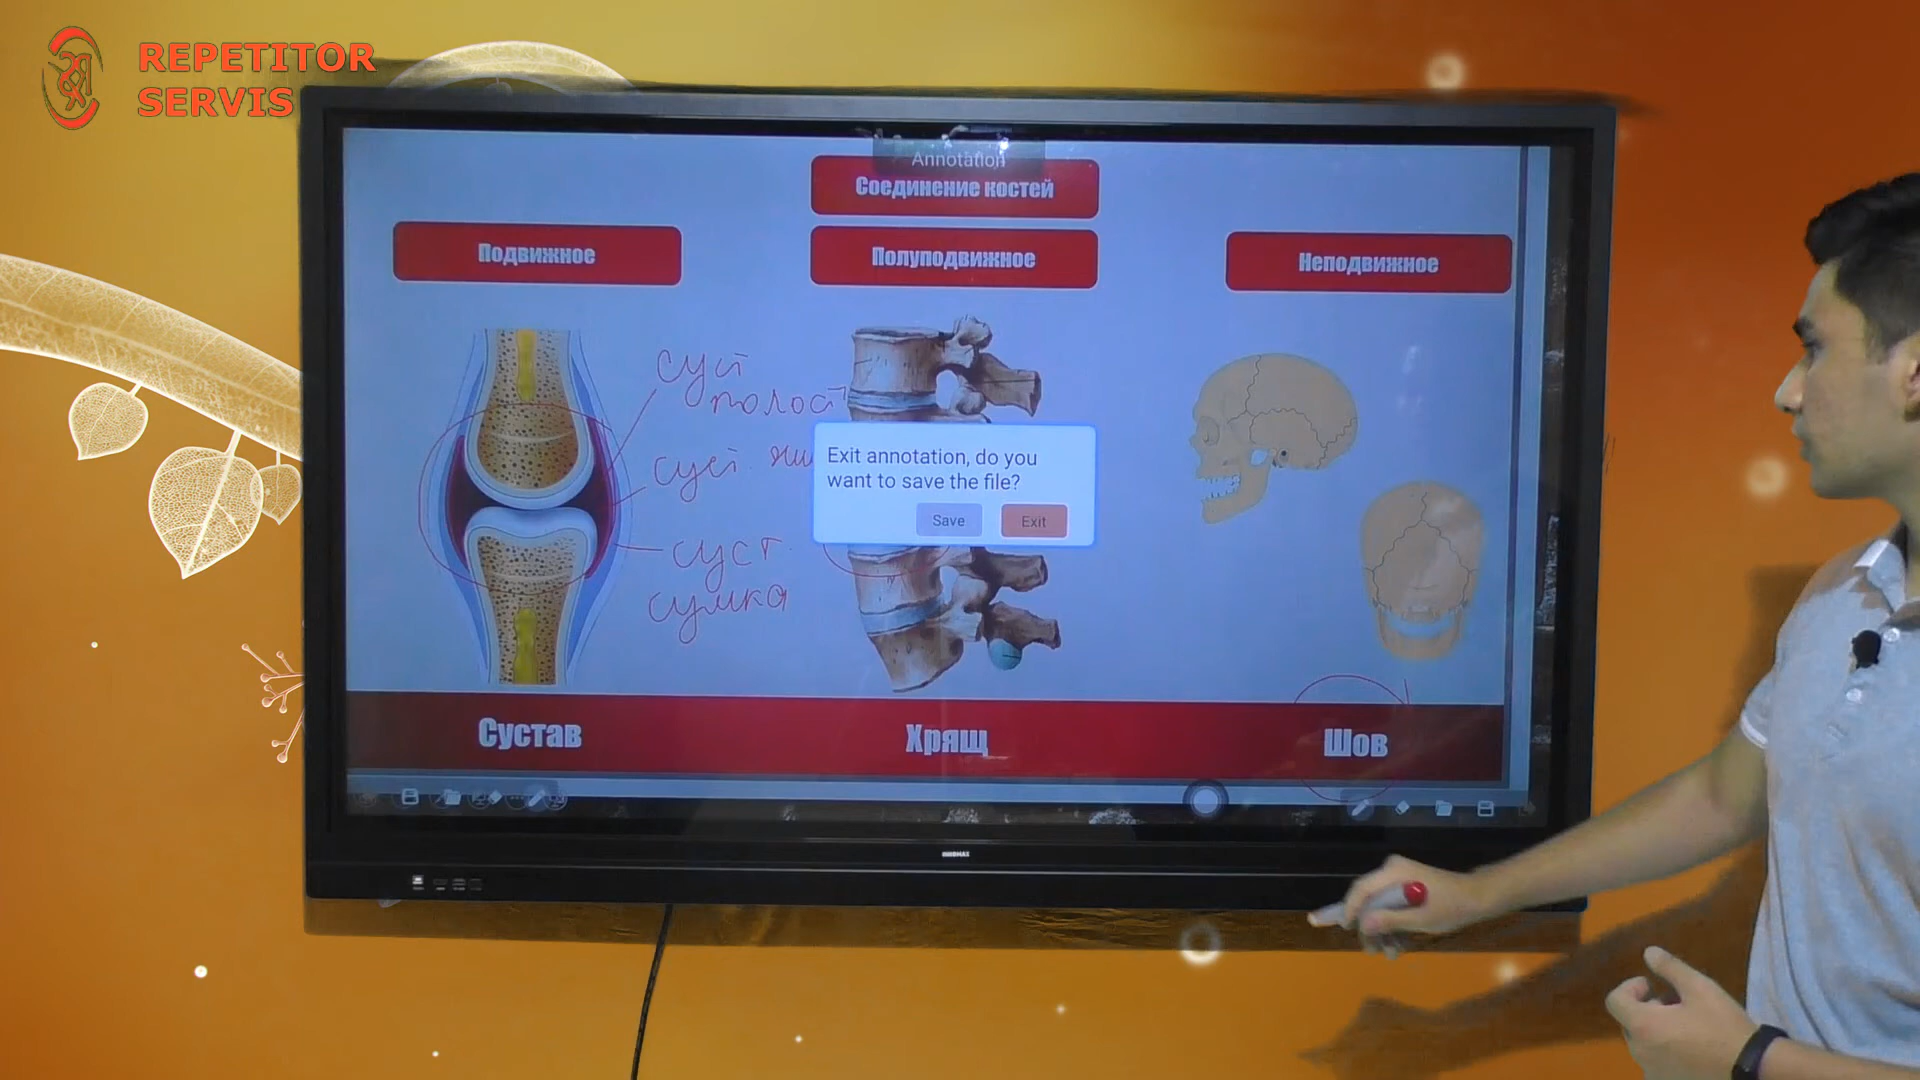 REPETITOR
SERVIS
Annotation
Соединение костей
Подвижное
Полуподвижное
Неподвижное
суст
полост
суст.
Exit annotation, do you
want to save the file?
Save
Exit
суст.
сумка
Сустав
Хрящ
Шов